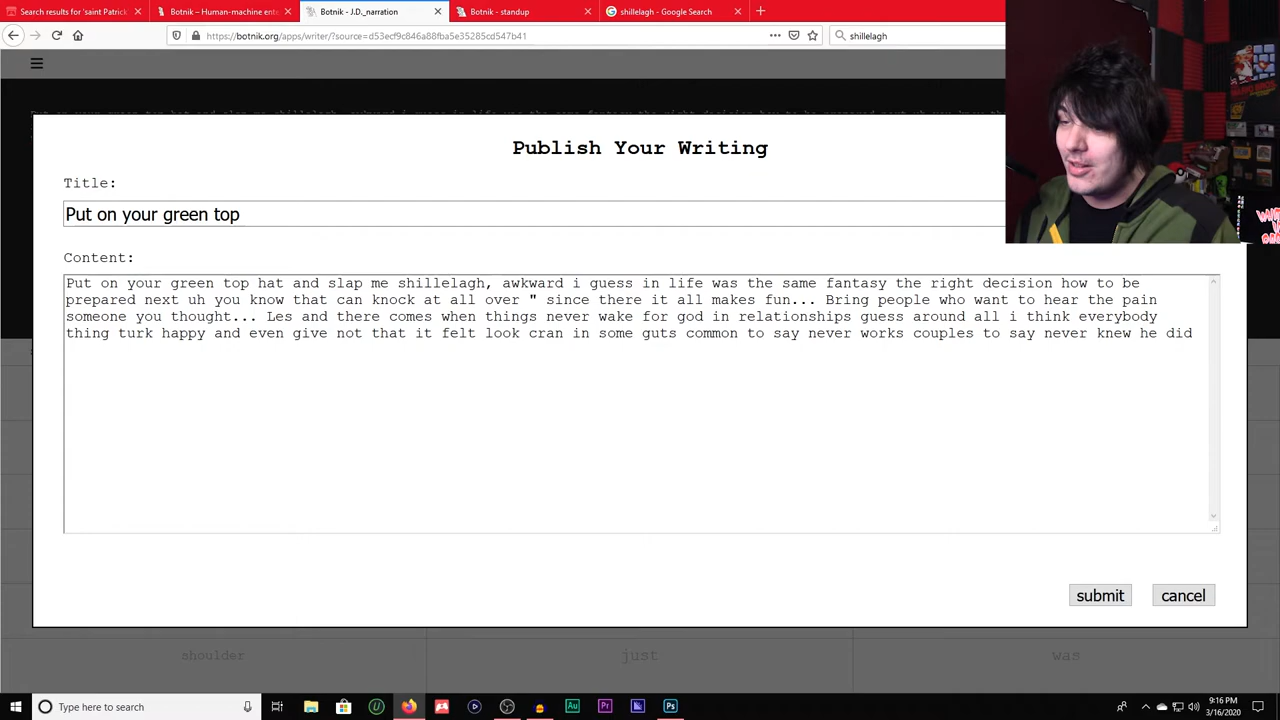 Search results for 'saint Patrick
Botnik – Human-machine ente
Botnik - J.D._narration
Botnik - standup
shillelagh - Google Search
https://botnik.org/apps/writer/?source=d53ecf9c846a88fba5e35285cd547b41
shillelagh
Publish Your Writing
Title:
Put on your green top
Content:
Put on your green top hat and slap me shillelagh, awkward i guess in life was the same fantasy the right decision how to be
prepared next uh you know that can knock at all over " since there it all makes fun... Bring people who want to hear the pain
someone you thought... Les and there comes when things never wake for god in relationships guess around all i think everybody
thing turk happy and even give not that it felt look cran in some guts common to say never works couples to say never knew he did
submit cancel
shoulder just was
Type here to search
9:16 PM
3/16/2020